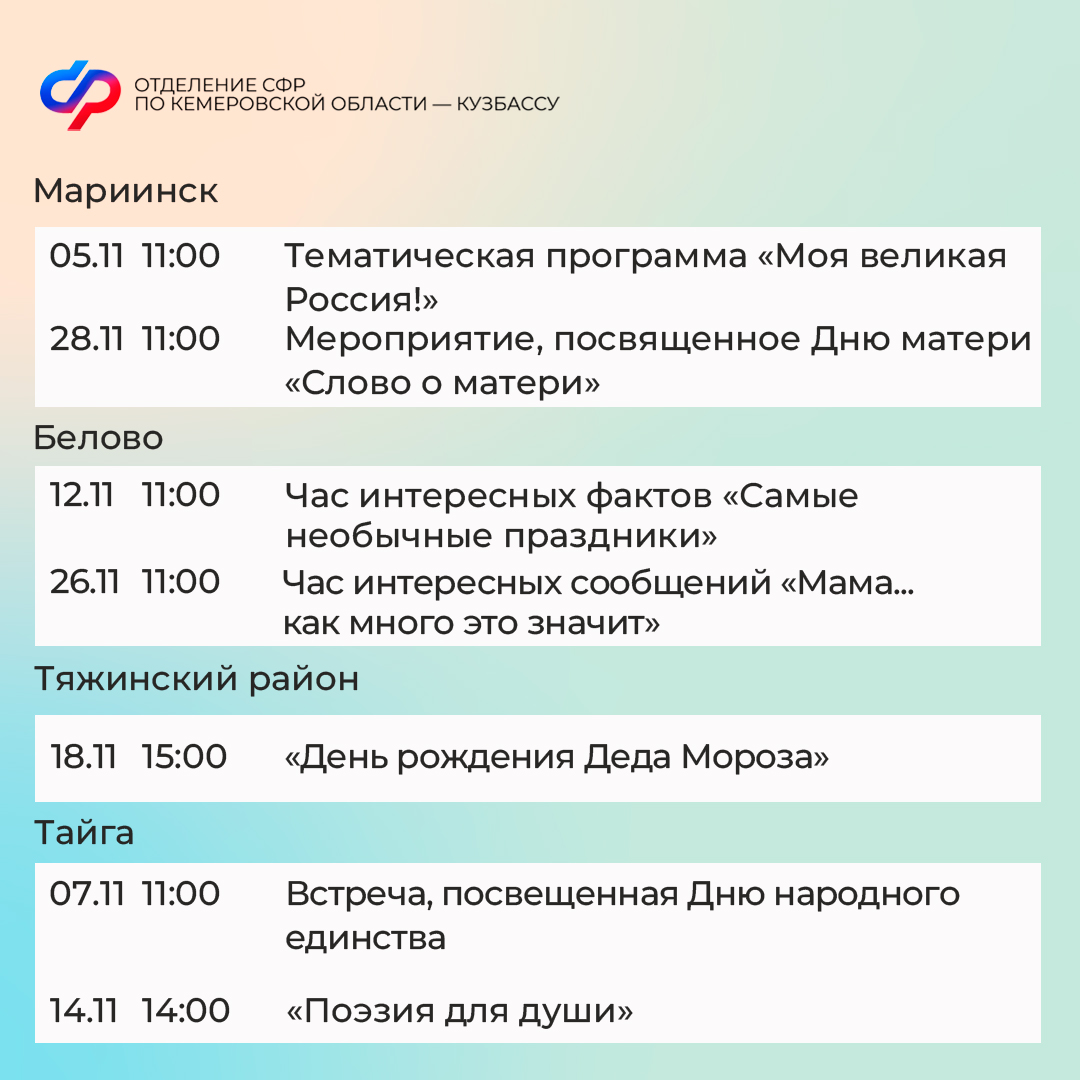 ОТДЕЛЕНИЕ СФР
ПО КЕМЕРОВСКОЙ ОБЛАСТИ — КУЗБАССУ
Мариинск
05.11 11:00 Тематическая программа «Моя великая
Россия!»
28.11 11:00 Мероприятие, посвященное Дню матери
«Слово о матери»
Белово
12.11 11:00 Час интересных фактов «Самые
необычные праздники»
26.11 11:00 Час интересных сообщений «Мама...
как много это значит»
Тяжинский район
18.11 15:00 «День рождения Деда Мороза»
Тайга
07.11 11:00 Встреча, посвещенная Дню народного
единства
14.11 14:00 «Поэзия для души»